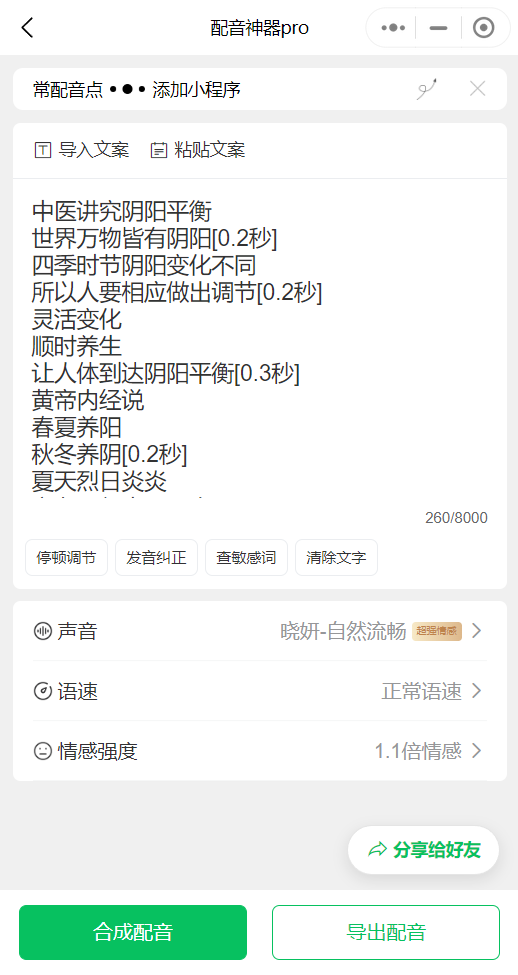 配音神器pro
常配音点 ••• 添加小程序
导入文案 粘贴文案
中医讲究阴阳平衡
世界万物皆有阴阳[0.2秒]
四季时节阴阳变化不同
所以人要相应做出调节[0.2秒]
灵活变化
顺时养生
让人体到达阴阳平衡[0.3秒]
黄帝内经说
春夏养阳
秋冬养阴[0.2秒]
夏天烈日炎炎
260/8000
停顿调节 发音纠正 查敏感词 清除文字
声音 晓妍-自然流畅 超强情感
语速 正常语速
情感强度 1.1倍情感
分享给好友
合成配音 导出配音